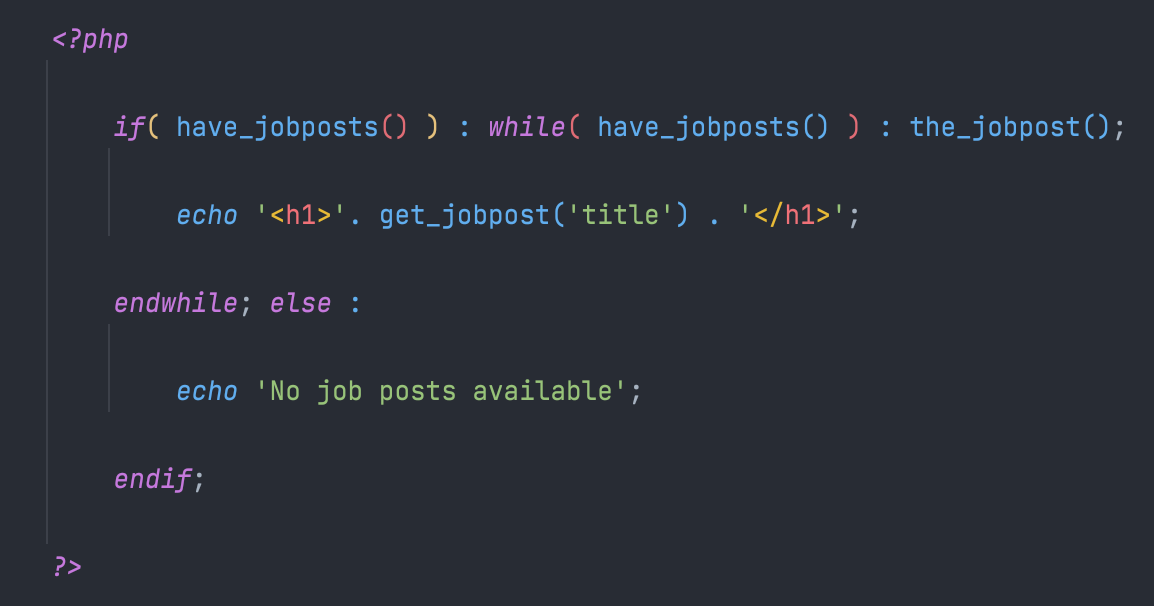 <?php
if( have_jobposts() ) : while( have_jobposts() ) : the_jobpost();
echo '<h1>'. get_jobpost('title') . '</h1>';
endwhile; else :
echo 'No job posts available';
endif;
?>